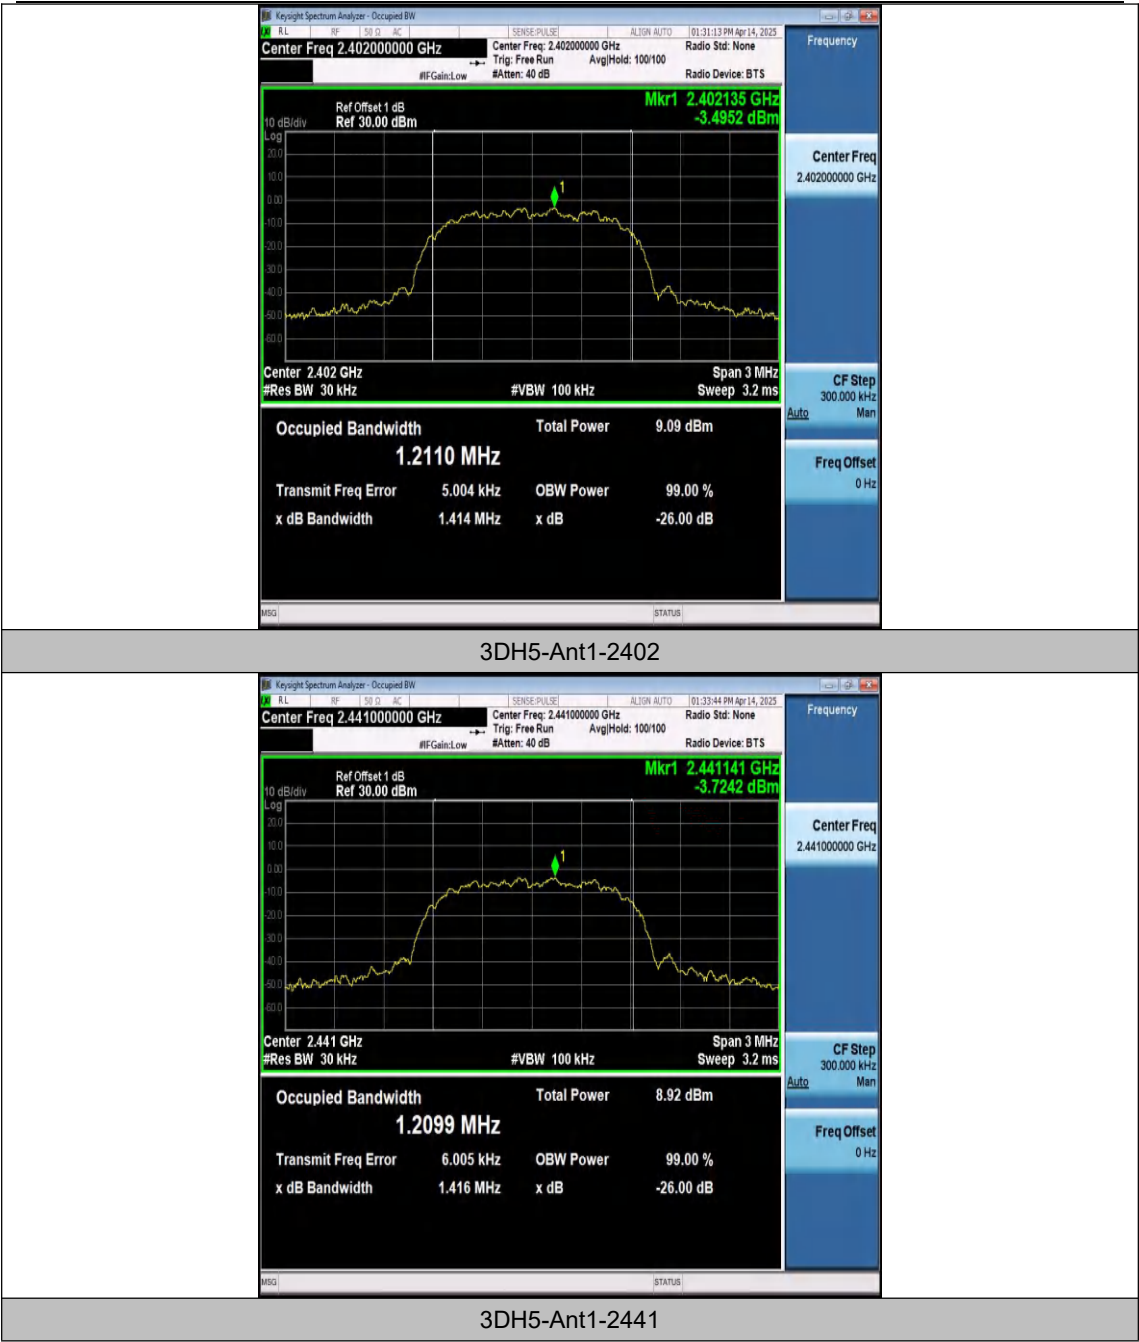 Keysight Spectrum Analyzer - Occupied BW
RL RF 50 Ω AC SENSE:PULSE ALIGN AUTO 01:31:13 PM Apr 14, 2025
Center Freq 2.402000000 GHz Center Freq: 2.402000000 GHz Radio Std: None Frequency
Trig: Free Run Avg|Hold: 100/100
#IFGain:Low #Atten: 40 dB Radio Device: BTS
Mkr1 2.402135 GHz
Ref Offset 1 dB
10 dB/div Ref 30.00 dBm -3.4952 dBm
Log
20.0
10.0
0.00
-10.0
-20.0
-30.0
-40.0
-50.0
-60.0
1
Center Freq
2.402000000 GHz
Center 2.402 GHz Span 3 MHz
#Res BW 30 kHz #VBW 100 kHz Sweep 3.2 ms
CF Step
300.000 kHz
Auto Man
Occupied Bandwidth Total Power 9.09 dBm
1.2110 MHz
Freq Offset
0 Hz
Transmit Freq Error 5.004 kHz OBW Power 99.00 %
x dB Bandwidth 1.414 MHz x dB -26.00 dB
MSG STATUS
3DH5-Ant1-2402
Keysight Spectrum Analyzer - Occupied BW
RL RF 50 Ω AC SENSE:PULSE ALIGN AUTO 01:33:44 PM Apr 14, 2025
Center Freq 2.441000000 GHz Center Freq: 2.441000000 GHz Radio Std: None Frequency
Trig: Free Run Avg|Hold: 100/100
#IFGain:Low #Atten: 40 dB Radio Device: BTS
Mkr1 2.441141 GHz
Ref Offset 1 dB
10 dB/div Ref 30.00 dBm -3.7242 dBm
Log
20.0
10.0
0.00
-10.0
-20.0
-30.0
-40.0
-50.0
-60.0
1
Center Freq
2.441000000 GHz
Center 2.441 GHz Span 3 MHz
#Res BW 30 kHz #VBW 100 kHz Sweep 3.2 ms
CF Step
300.000 kHz
Auto Man
Occupied Bandwidth Total Power 8.92 dBm
1.2099 MHz
Freq Offset
0 Hz
Transmit Freq Error 6.005 kHz OBW Power 99.00 %
x dB Bandwidth 1.416 MHz x dB -26.00 dB
MSG STATUS
3DH5-Ant1-2441